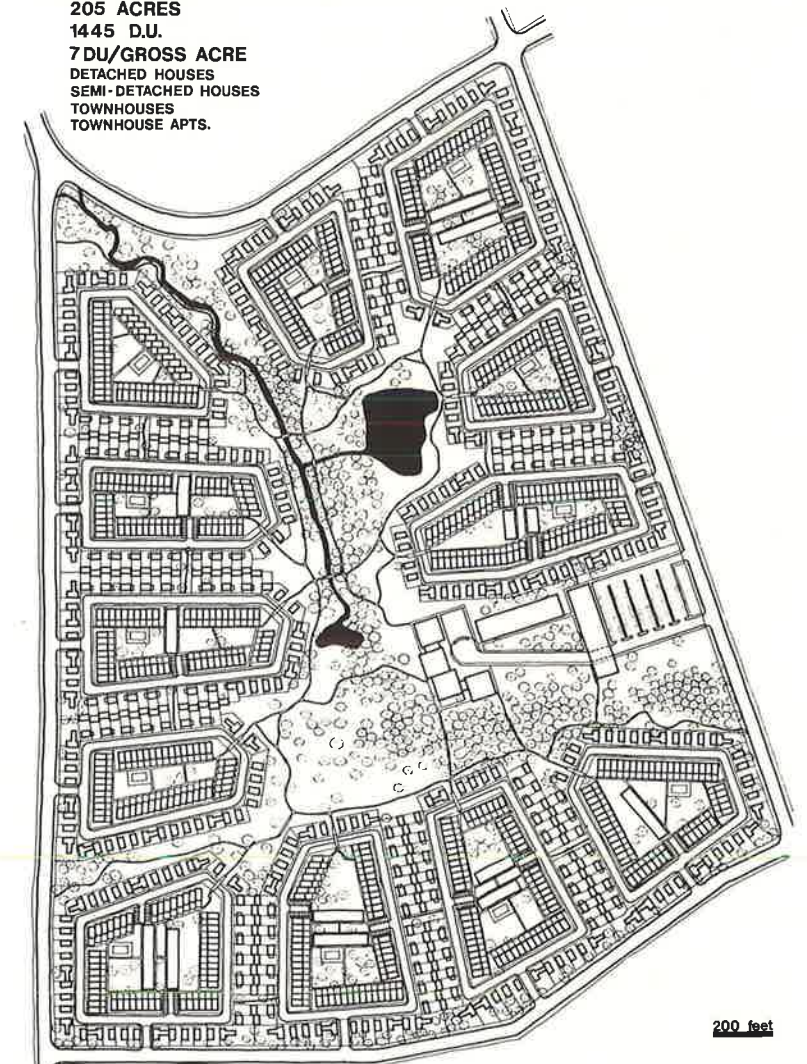 205 ACRES
1445 D.U.
7 DU/GROSS ACRE
DETACHED HOUSES
SEMI-DETACHED HOUSES
TOWNHOUSES
TOWNHOUSE APTS.
200 feet